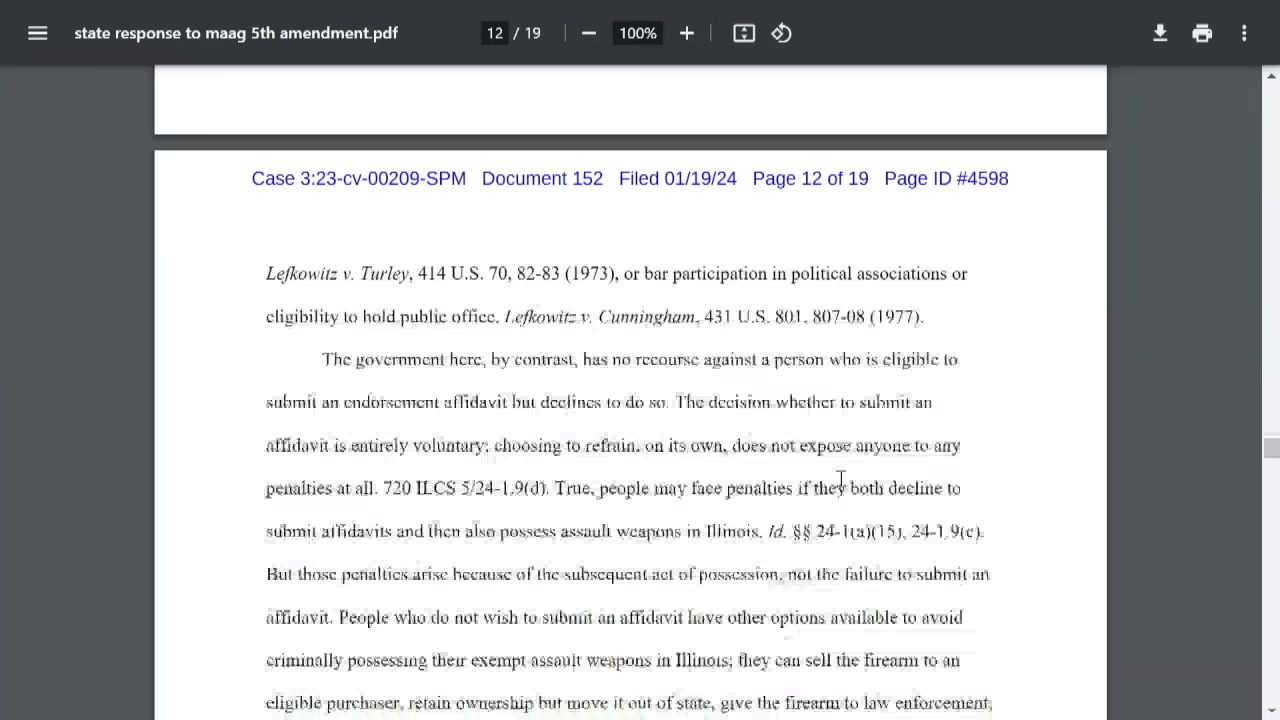 state response to maag 5th amendment.pdf
12 / 19
100%
Case 3:23-cv-00209-SPM Document 152 Filed 01/19/24 Page 12 of 19 Page ID #4598
Lefkowitz v. Turley, 414 U.S. 70, 82-83 (1973), or bar participation in political associations or
eligibility to hold public office, Lefkowitz v. Cunningham, 431 U.S. 801, 807-08 (1977).
The government here, by contrast, has no recourse against a person who is eligible to
submit an endorsement affidavit but declines to do so. The decision whether to submit an
affidavit is entirely voluntary; choosing to refrain, on its own, does not expose anyone to any
penalties at all. 720 ILCS 5/24-1.9(d). True, people may face penalties if they both decline to
submit affidavits and then also possess assault weapons in Illinois. Id. §§ 24-1(a)(15), 24-1.9(c).
But those penalties arise because of the subsequent act of possession, not the failure to submit an
affidavit. People who do not wish to submit an affidavit have other options available to avoid
criminally possessing their exempt assault weapons in Illinois; they can sell the firearm to an
eligible purchaser, retain ownership but move it out of state, give the firearm to law enforcement,